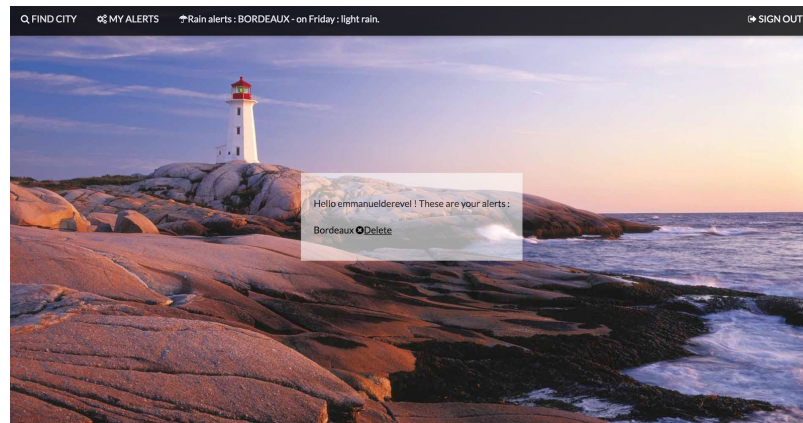 FIND CITY MY ALERTS Rain alerts : BORDEAUX - on Friday : light rain. SIGN OUT
Hello emmanuelderevel ! These are your alerts :
Bordeaux Delete